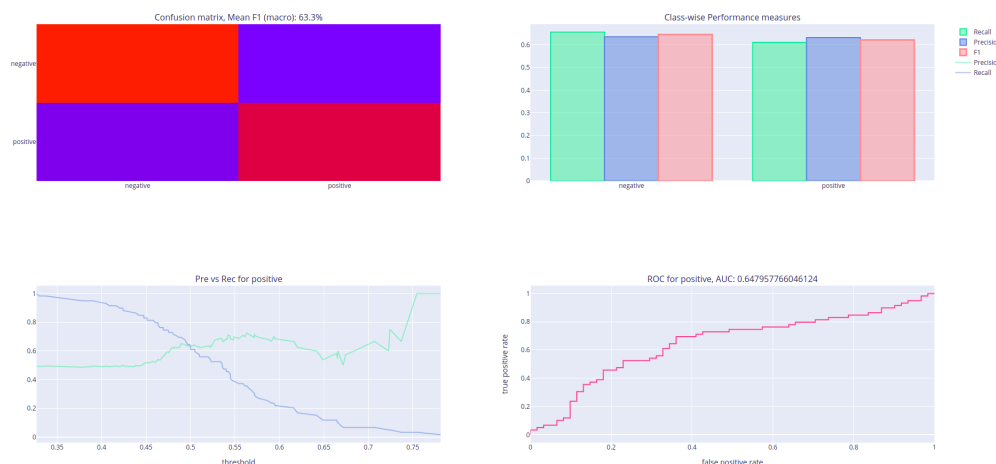 Confusion matrix, Mean F1 (macro): 63.3%
negative
positive
negative positive
Class-wise Performance measures
0.6
0.5
0.4
0.3
0.2
0.1
0
negative positive
Recall
Precisic
F1
Precisic
Recall
Pre vs Rec for positive
1
0.8
0.6
0.4
0.2
0
0.35 0.4 0.45 0.5 0.55 0.6 0.65 0.7 0.75
threshold
ROC for positive, AUC: 0.647957766046124
true positive rate
1
0.8
0.6
0.4
0.2
0
0 0.2 0.4 0.6 0.8 1
false positive rate